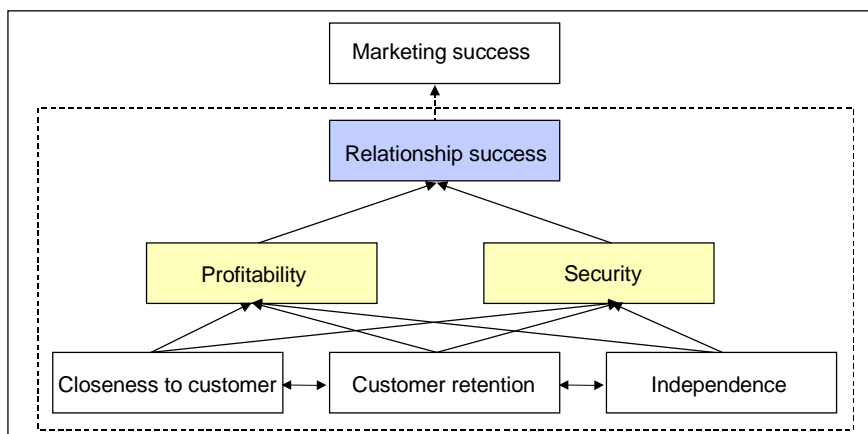 Marketing success
Relationship success
Profitability
Security
Closeness to customer
Customer retention
Independence